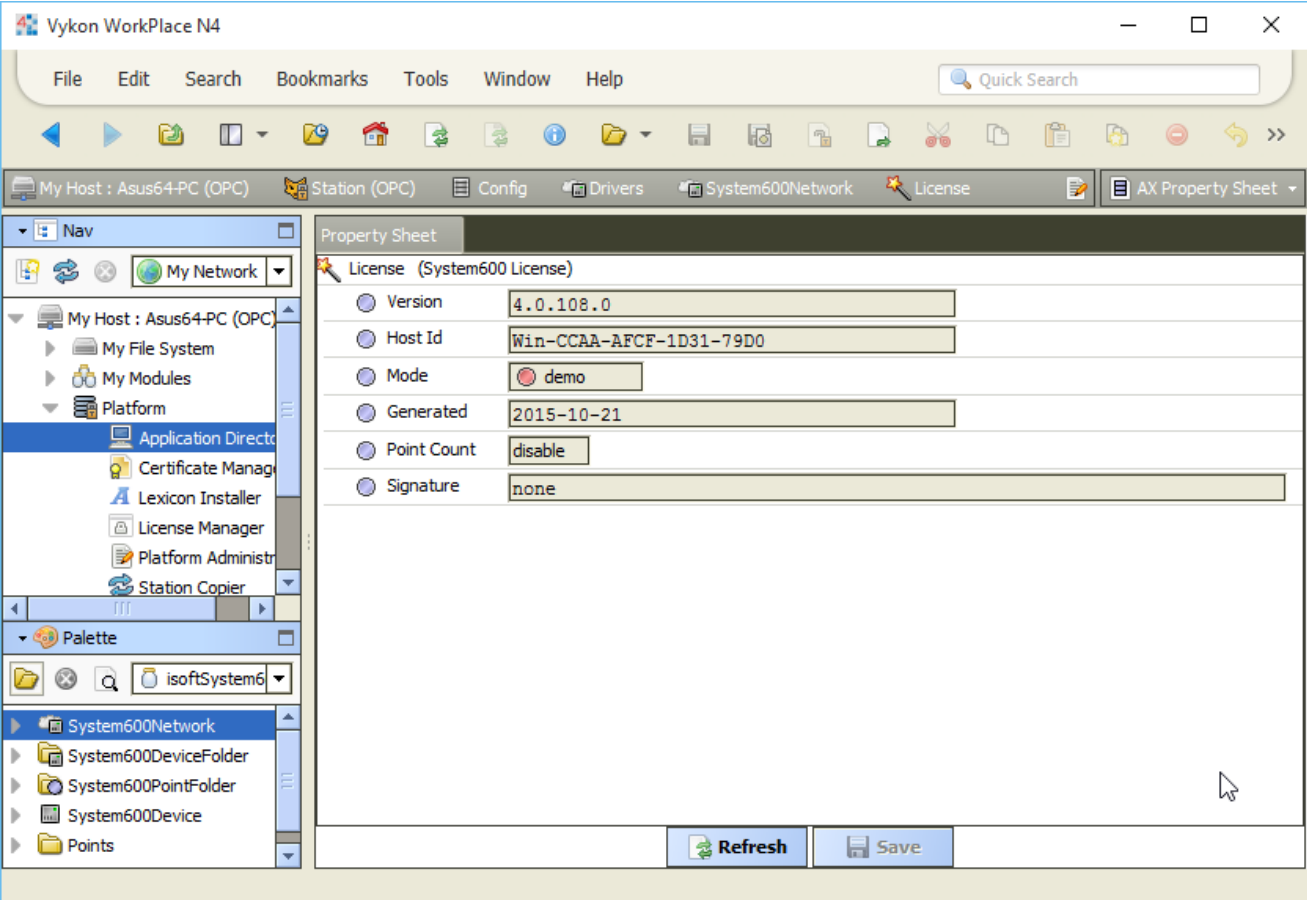 Vykon WorkPlace N4
File Edit Search Bookmarks Tools Window Help Quick Search
My Host : Asus64-PC (OPC) Station (OPC) Config Drivers System600Network License AX Property Sheet
Nav
My Network
My Host : Asus64-PC (OPC)
My File System
My Modules
Platform
Application Directo
Certificate Manage
Lexicon Installer
License Manager
Platform Administr
Station Copier
Palette
isoftSystem6
System600Network
System600DeviceFolder
System600PointFolder
System600Device
Points
Property Sheet
License (System600 License)
Version 4.0.108.0
Host Id Win-CCAA-AFCF-1D31-79D0
Mode demo
Generated 2015-10-21
Point Count disable
Signature none
Refresh Save